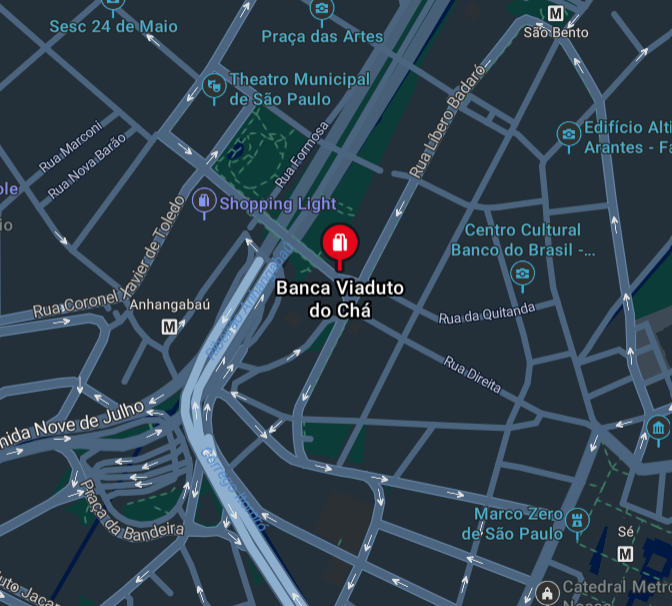 Sesc 24 de Maio
Praça das Artes
M
São Bento
Theatro Municipal
de São Paulo
Rua Líbero Badaró
Edifício Alti
Arantes - Fa
Rua Marconi
Rua Nova Barão
Rua Formosa
Shopping Light
Centro Cultural
Banco do Brasil -...
Rua Coronel Xavier de Toledo
Banca Viaduto
do Chá
Anhangabaú
M
Rua da Quitanda
Rua Direita
nida Nove de Julho
Praça da Bandeira
Marco Zero
de São Paulo
Sé
M
Catedral Metro